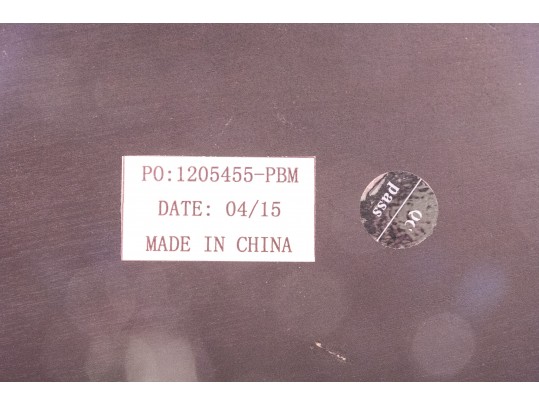 PO:1205455-PBM
DATE: 04/15
MADE IN CHINA
QC
pass